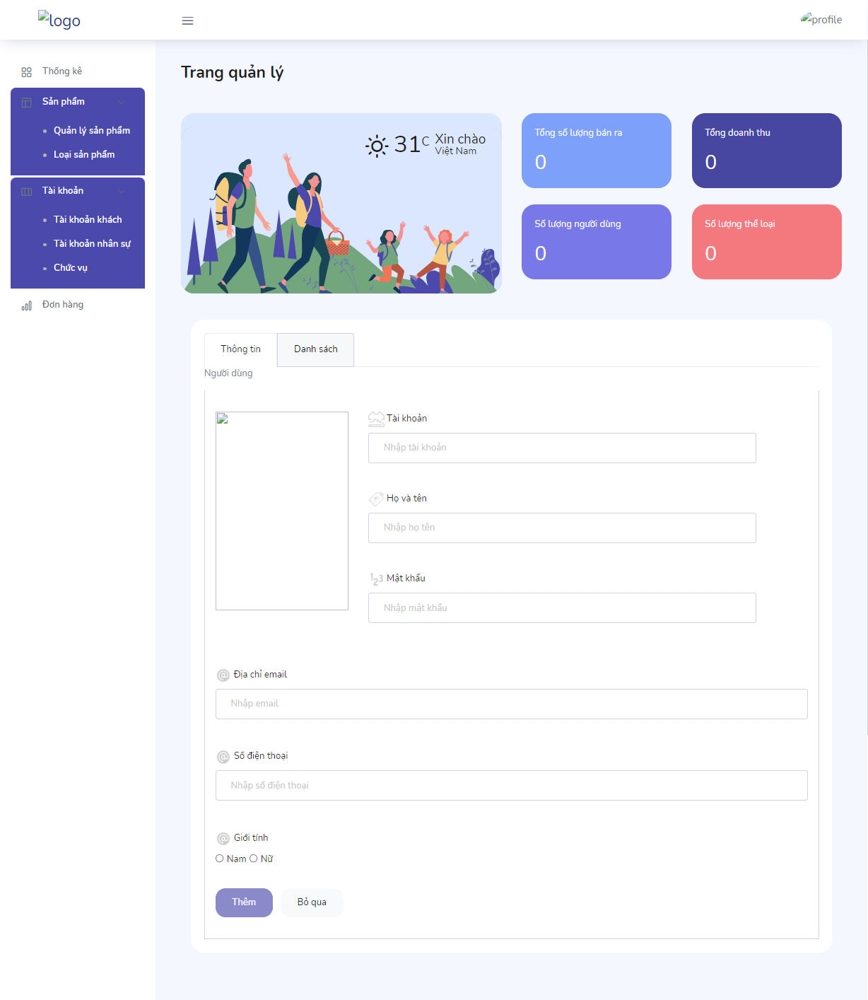 logo
profile
Thống kê
Sản phẩm
Quản lý sản phẩm
Loại sản phẩm
Tài khoản
Tài khoản khách
Tài khoản nhân sự
Chức vụ
Đơn hàng
Trang quản lý
31C Xin chào
Việt Nam
Tổng số lượng bán ra
0
Tổng doanh thu
0
Số lượng người dùng
0
Số lượng thể loại
0
Thông tin
Danh sách
Người dùng
Tài khoản
Nhập tài khoản
Họ và tên
Nhập họ tên
123 Mật khẩu
Nhập mật khẩu
@ Địa chỉ email
Nhập email
@ Số điện thoại
Nhập số điện thoại
@ Giới tính
Nam Nữ
Thêm
Bỏ qua